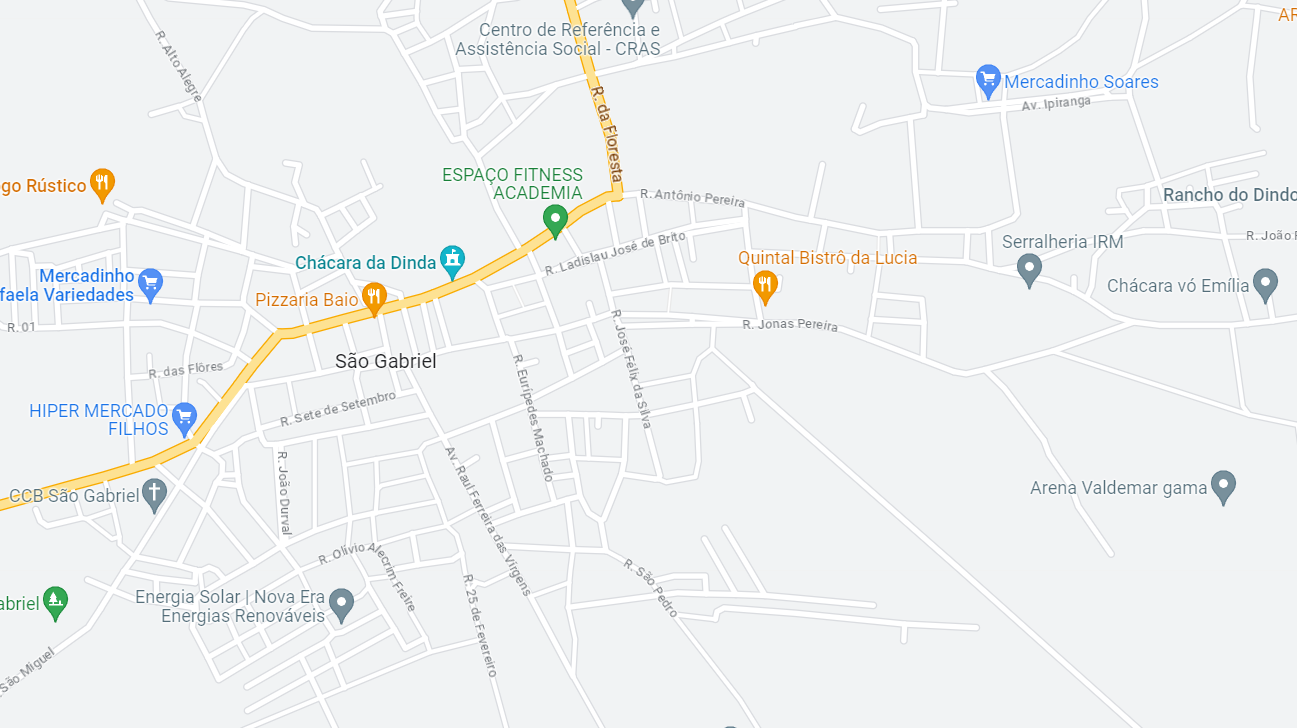 Centro de Referência e
Assistência Social - CRAS
AR
R. Alto Alegre
Mercadinho Soares
Av. Ipiranga
R. da Floresta
ESPAÇO FITNESS
ACADEMIA
go Rústico
R. Antônio Pereira
Rancho do Dindo
R. João F
R. Ladislau José de Brito
Serralheria IRM
Chácara da Dinda
Quintal Bistrô da Lucia
Mercadinho
faela Variedades
Chácara vó Emília
Pizzaria Baio
R. 01
R. Jonas Pereira
R. José Félix da Silva
São Gabriel
R. das Flôres
R. Eurípedes Machado
R. Sete de Setembro
HIPER MERCADO
FILHOS
R. João Durval
Av. Raul Ferreira das Virgens
CCB São Gabriel
Arena Valdemar gama
R. Olívio Alecrim Freire
R. São Pedro
R. 25 de Fevereiro
abriel
Energia Solar | Nova Era
Energias Renováveis
São Miguel